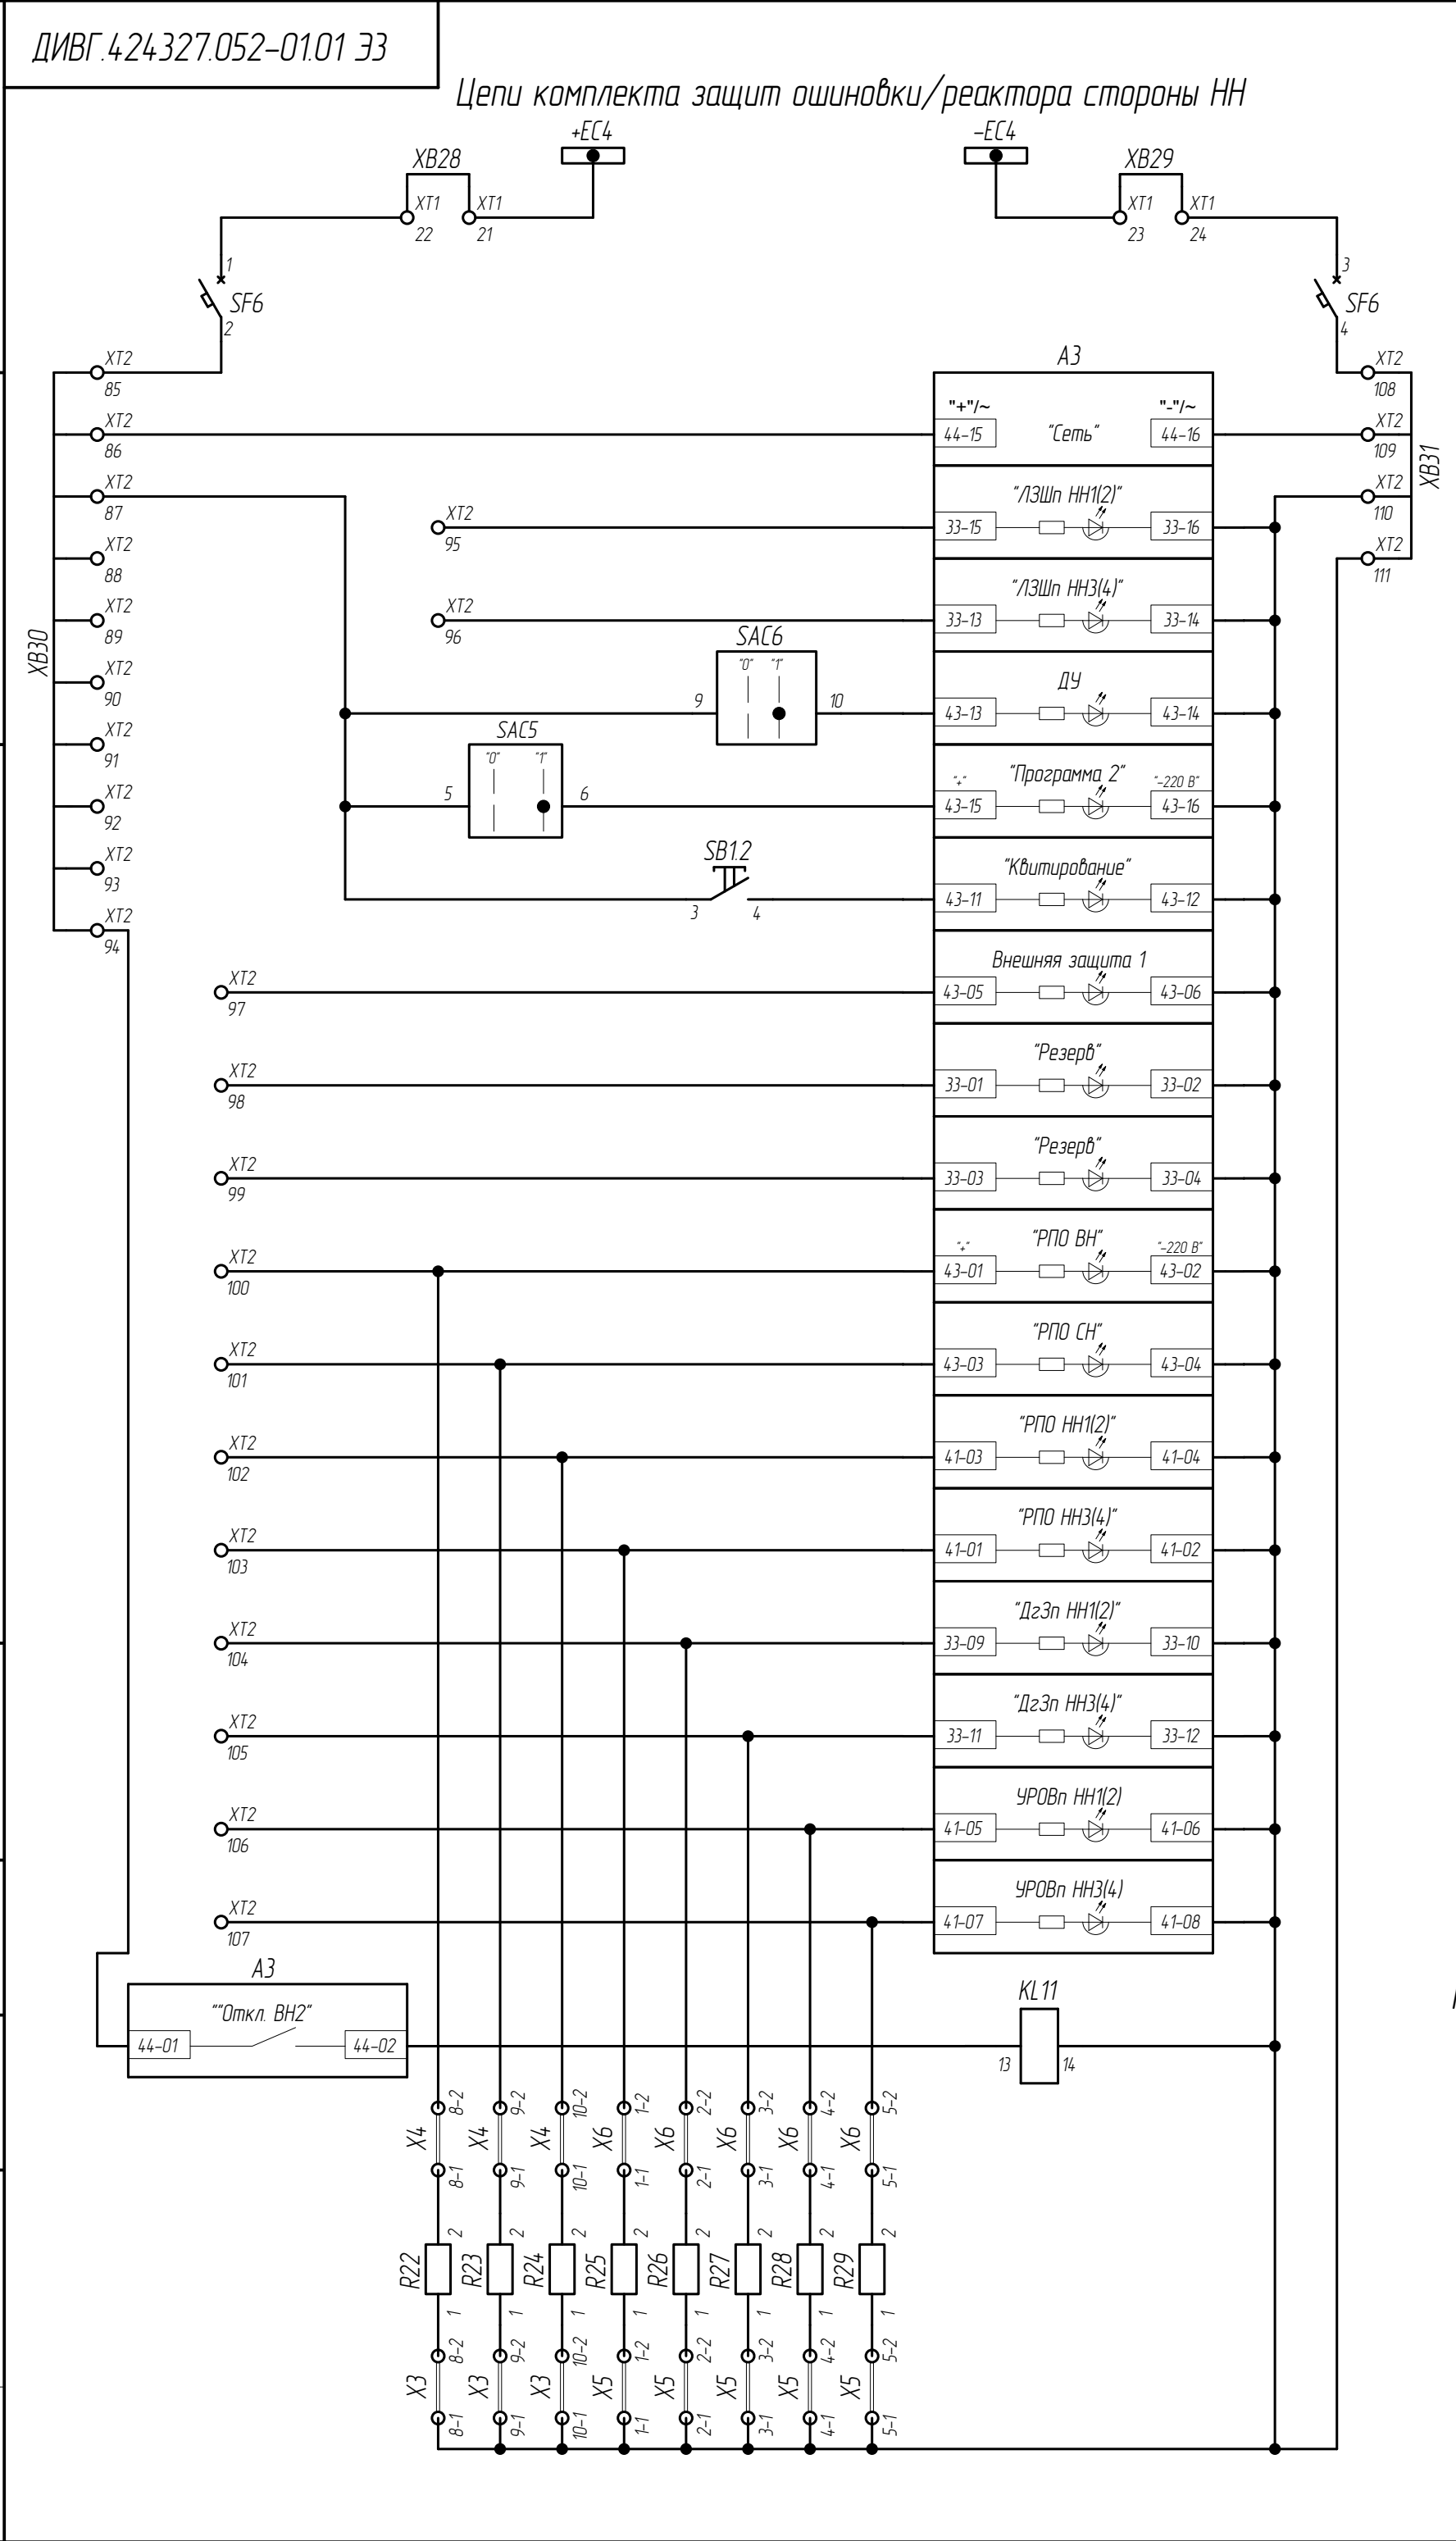 ДИВГ.424327.052-01.01 Э3
Цепи комплекта защит ошиновки/реактора стороны НН
+EC4
-EC4
XB28
XB29
XT1 XT1
22 21
XT1 XT1
23 24
1
SF6
2
3
SF6
4
XB30
XT2
85
XT2
86
XT2
87
XT2
88
XT2
89
XT2
90
XT2
91
XT2
92
XT2
93
XT2
94
XT2
108
XT2
109
XT2
110
XT2
111
XB31
A3
"+"/~ "-"/~
44-15 "Сеть" 44-16
"ЛЗШп НН1(2)"
XT2
95
33-15 33-16
"ЛЗШп НН3(4)"
XT2
96
33-13 33-14
SAC6
"0" "1"
ДУ
9 10
43-13 43-14
SAC5
"0" "1"
"Программа 2"
"+" "-220 В"
5 6
43-15 43-16
SB1.2
"Квитирование"
3 4
43-11 43-12
Внешняя защита 1
XT2
97
43-05 43-06
"Резерв"
XT2
98
33-01 33-02
"Резерв"
XT2
99
33-03 33-04
"РПО ВН"
"+" "-220 В"
XT2
100
43-01 43-02
"РПО СН"
XT2
101
43-03 43-04
"РПО НН1(2)"
XT2
102
41-03 41-04
"РПО НН3(4)"
XT2
103
41-01 41-02
"ДгЗп НН1(2)"
XT2
104
33-09 33-10
"ДгЗп НН3(4)"
XT2
105
33-11 33-12
УРОВп НН1(2)
XT2
106
41-05 41-06
УРОВп НН3(4)
XT2
107
41-07 41-08
A3
""Откл. ВН2"
44-01 44-02
KL11
13 14
8-2 9-2 10-2 1-2 2-2 3-2 4-2 5-2
X4 X4 X4 X6 X6 X6 X6 X6
8-1 9-1 10-1 1-1 2-1 3-1 4-1 5-1
2 2 2 2 2 2 2 2
R22 R23 R24 R25 R26 R27 R28 R29
1 1 1 1 1 1 1 1
8-2 9-2 10-2 1-2 2-2 3-2 4-2 5-2
X3 X3 X3 X5 X5 X5 X5 X5
8-1 9-1 10-1 1-1 2-1 3-1 4-1 5-1